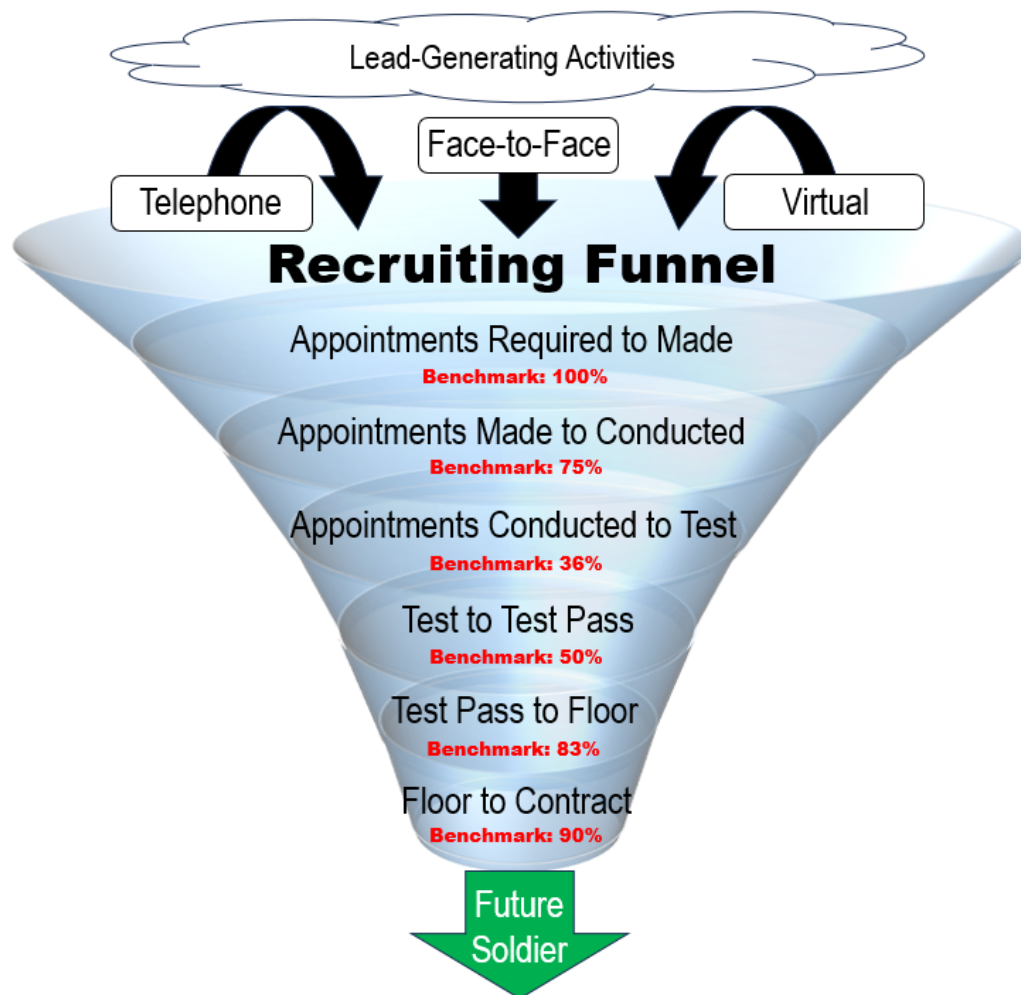 Lead-Generating Activities
Face-to-Face
Telephone
Virtual
Recruiting Funnel
Appointments Required to Made
Benchmark: 100%
Appointments Made to Conducted
Benchmark: 75%
Appointments Conducted to Test
Benchmark: 36%
Test to Test Pass
Benchmark: 50%
Test Pass to Floor
Benchmark: 83%
Floor to Contract
Benchmark: 90%
Future
Soldier